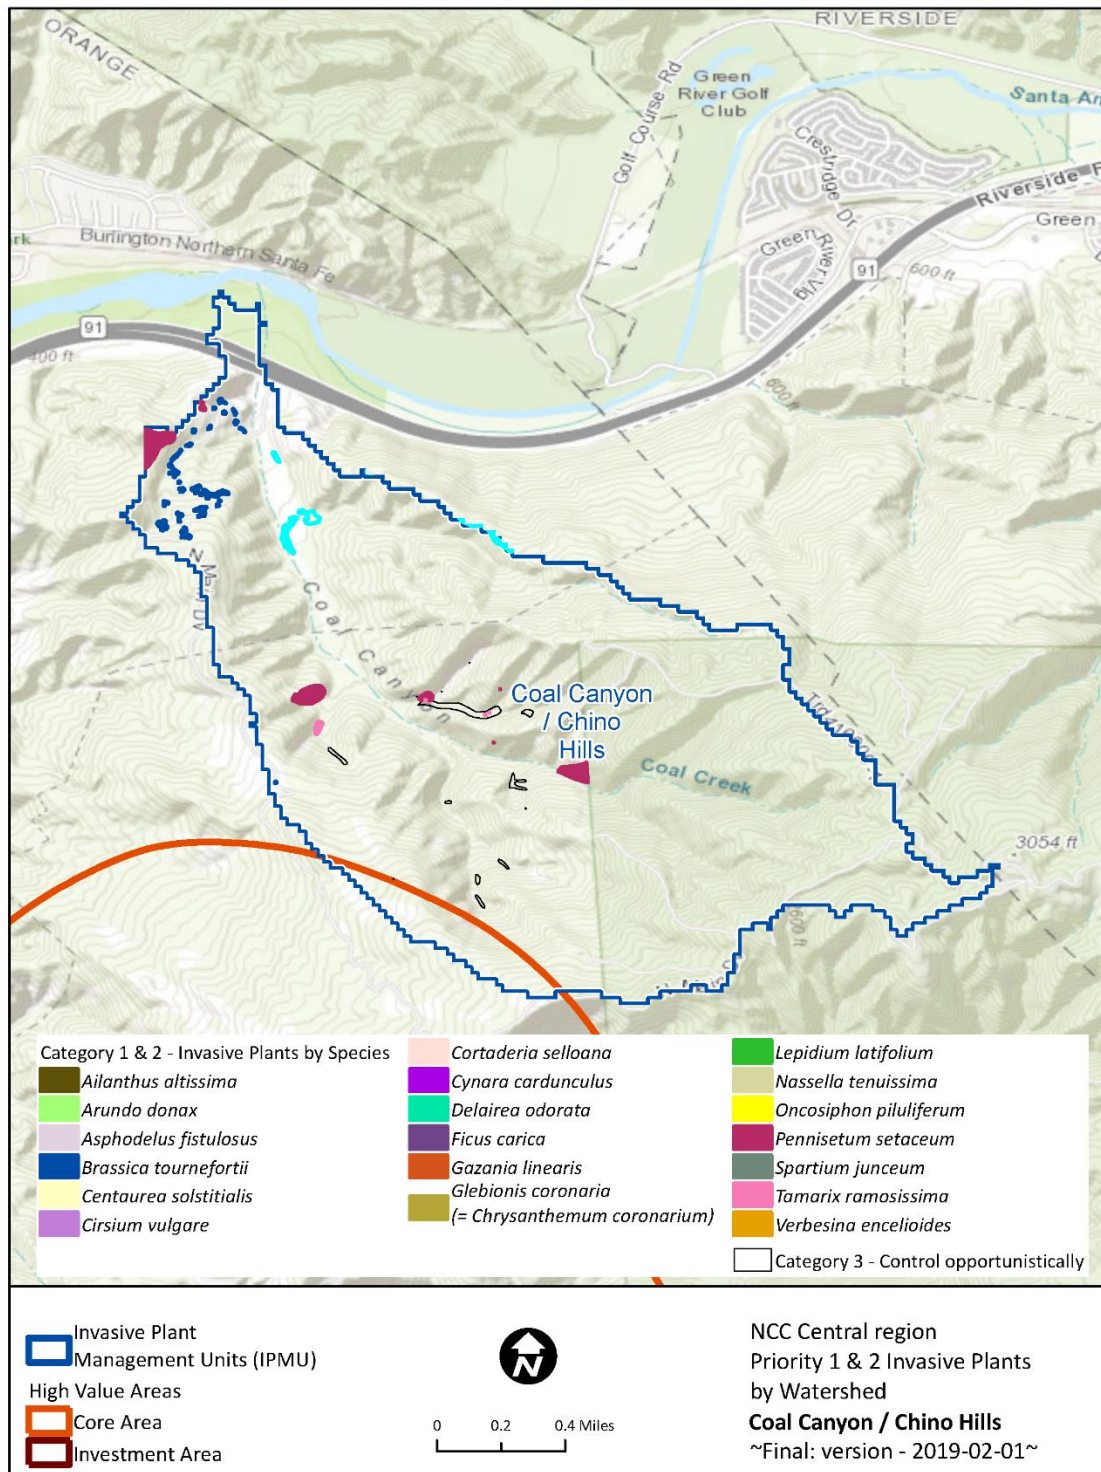 ORANGE
RIVERSIDE
Green
River Golf
Club
Golf Course Rd
Santa An
Crestridge Dr
Riverside F
Green
Green River Vlg
91
600 ft
Burlington Northern Santa Fe
rk
91
400 ft
600 ft
Coal Canyon
Coal Canyon
/ Chino
Hills
Coal Creek
3054 ft
Category 1 & 2 - Invasive Plants by Species
Ailanthus altissima
Arundo donax
Asphodelus fistulosus
Brassica tournefortii
Centaurea solstitialis
Cirsium vulgare
Cortaderia selloana
Cynara cardunculus
Delairea odorata
Ficus carica
Gazania linearis
Glebionis coronaria
(= Chrysanthemum coronarium)
Lepidium latifolium
Nassella tenuissima
Oncosiphon piluliferum
Pennisetum setaceum
Spartium junceum
Tamarix ramosissima
Verbesina encelioides
Category 3 - Control opportunistically
Invasive Plant
Management Units (IPMU)
High Value Areas
Core Area
Investment Area
N
0 0.2 0.4 Miles
NCC Central region
Priority 1 & 2 Invasive Plants
by Watershed
Coal Canyon / Chino Hills
~Final: version - 2019-02-01~